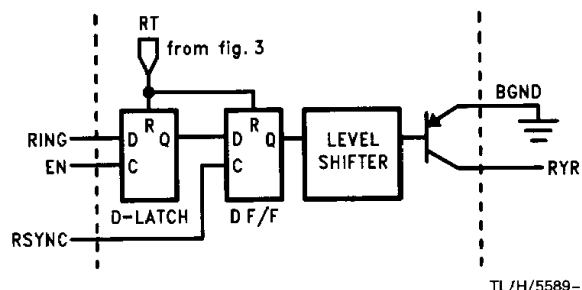 RT
from fig. 3
RING
EN
RSYNC
D
R
Q
C
D-LATCH
D
R
Q
C
D F/F
LEVEL
SHIFTER
BGND
RYR
TL/H/5589-